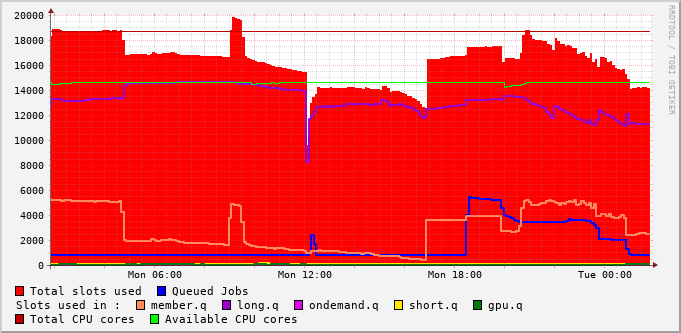 20000
18000
16000
14000
12000
10000
8000
6000
4000
2000
0
Mon 06:00 Mon 12:00 Mon 18:00 Tue 00:00
RRDTOOL / TOBI OETIKER
Total slots used Queued Jobs
Slots used in : member.q long.q ondemand.q short.q gpu.q
Total CPU cores Available CPU cores